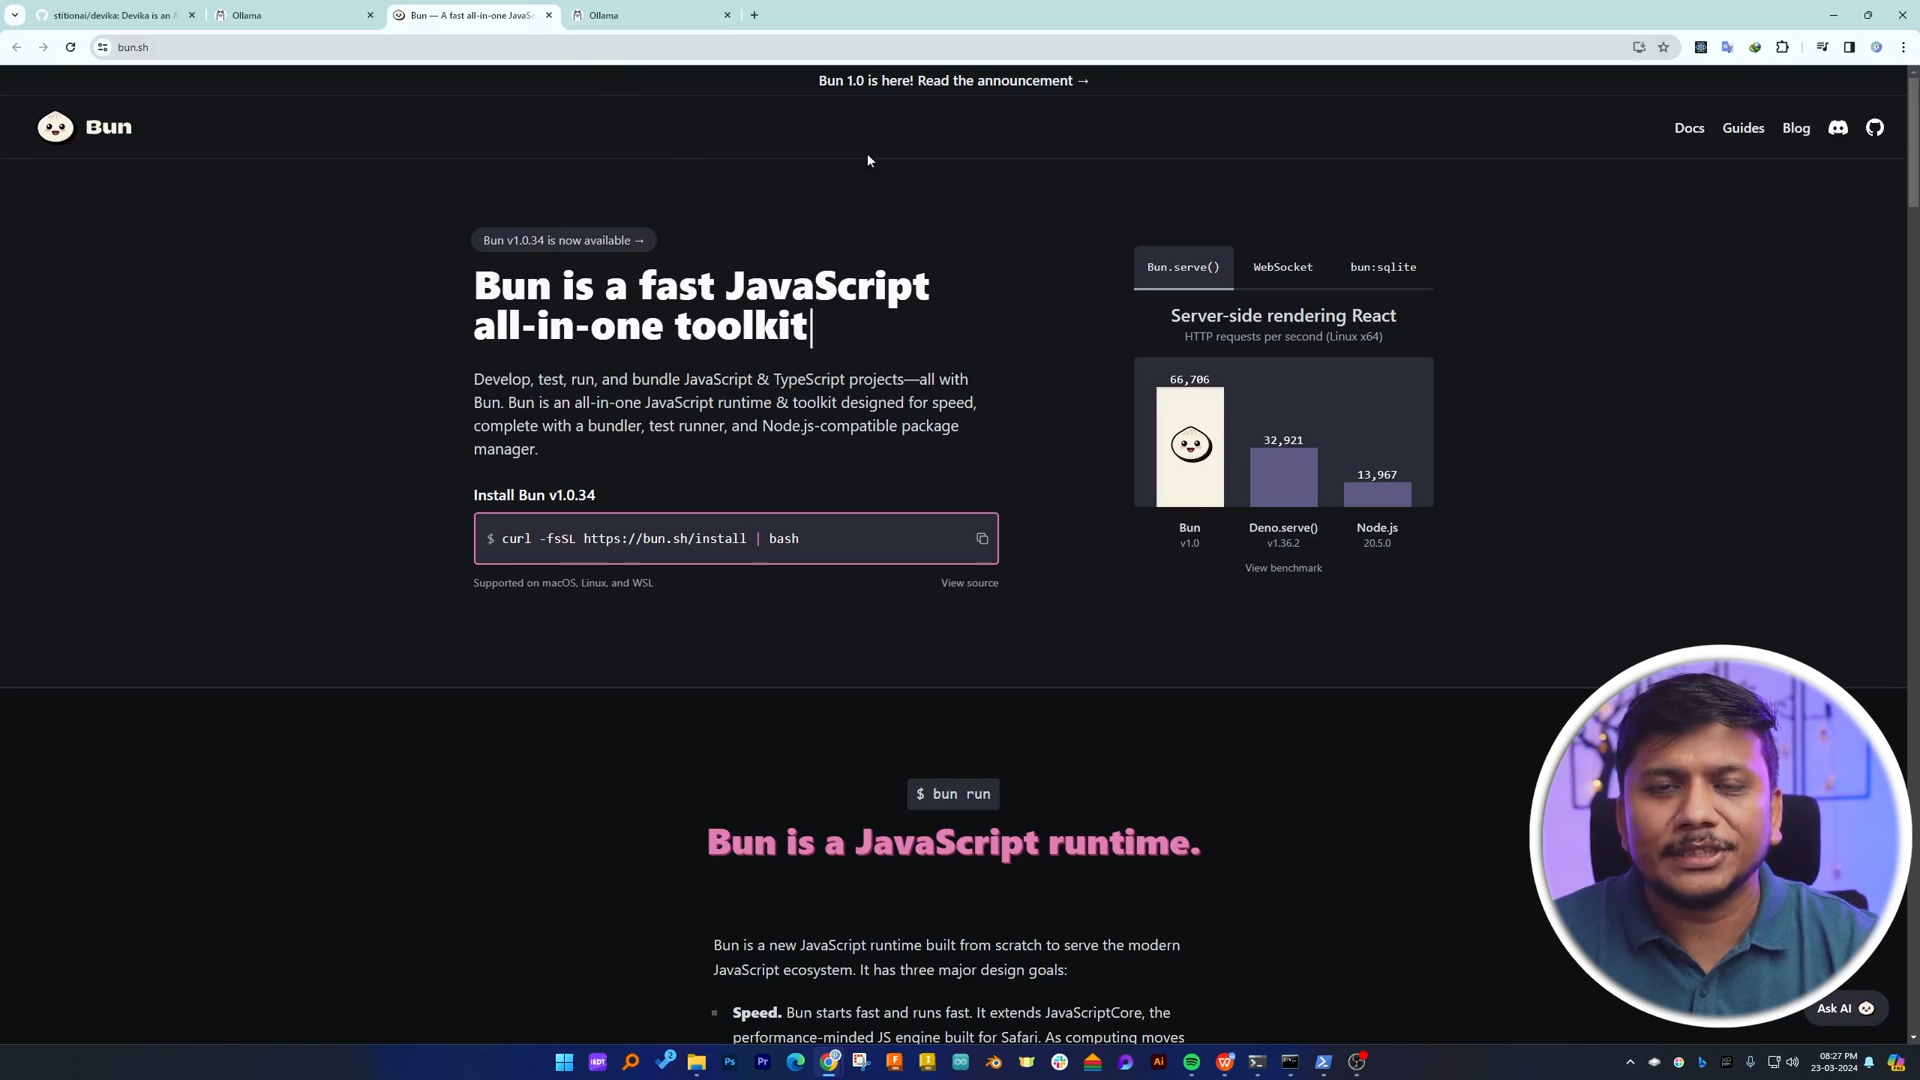 stitionai/devika: Devika is an A
Ollama
Bun — A fast all-in-one JavaSc
Ollama
bun.sh
Bun 1.0 is here! Read the announcement →
Bun
Docs
Guides
Blog
Bun v1.0.34 is now available →
Bun is a fast JavaScript
all-in-one toolkit
Develop, test, run, and bundle JavaScript & TypeScript projects—all with
Bun. Bun is an all-in-one JavaScript runtime & toolkit designed for speed,
complete with a bundler, test runner, and Node.js-compatible package
manager.
Install Bun v1.0.34
$ curl -fsSL https://bun.sh/install | bash
Supported on macOS, Linux, and WSL
View source
Bun.serve()
WebSocket
bun:sqlite
Server-side rendering React
HTTP requests per second (Linux x64)
66,706
32,921
13,967
Bun
Deno.serve()
Node.js
v1.0
v1.36.2
20.5.0
View benchmark
$ bun run
Bun is a JavaScript runtime.
Bun is a new JavaScript runtime built from scratch to serve the modern
JavaScript ecosystem. It has three major design goals:
Speed. Bun starts fast and runs fast. It extends JavaScriptCore, the
performance-minded JS engine built for Safari. As computing moves
Ask AI
Ps
Pr
Ai
08:27 PM
23-03-2024